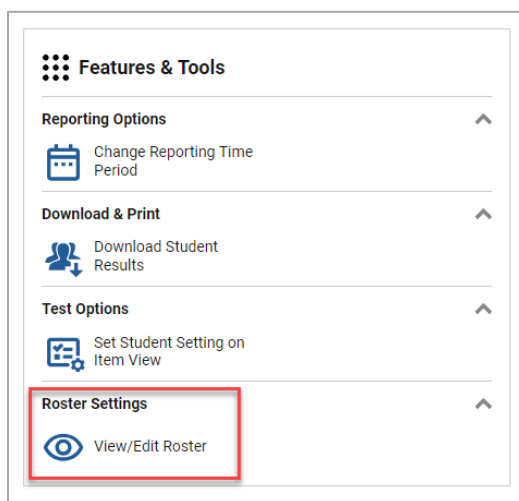 Features & Tools
Reporting Options
Change Reporting Time
Period
Download & Print
Download Student
Results
Test Options
Set Student Setting on
Item View
Roster Settings
View/Edit Roster